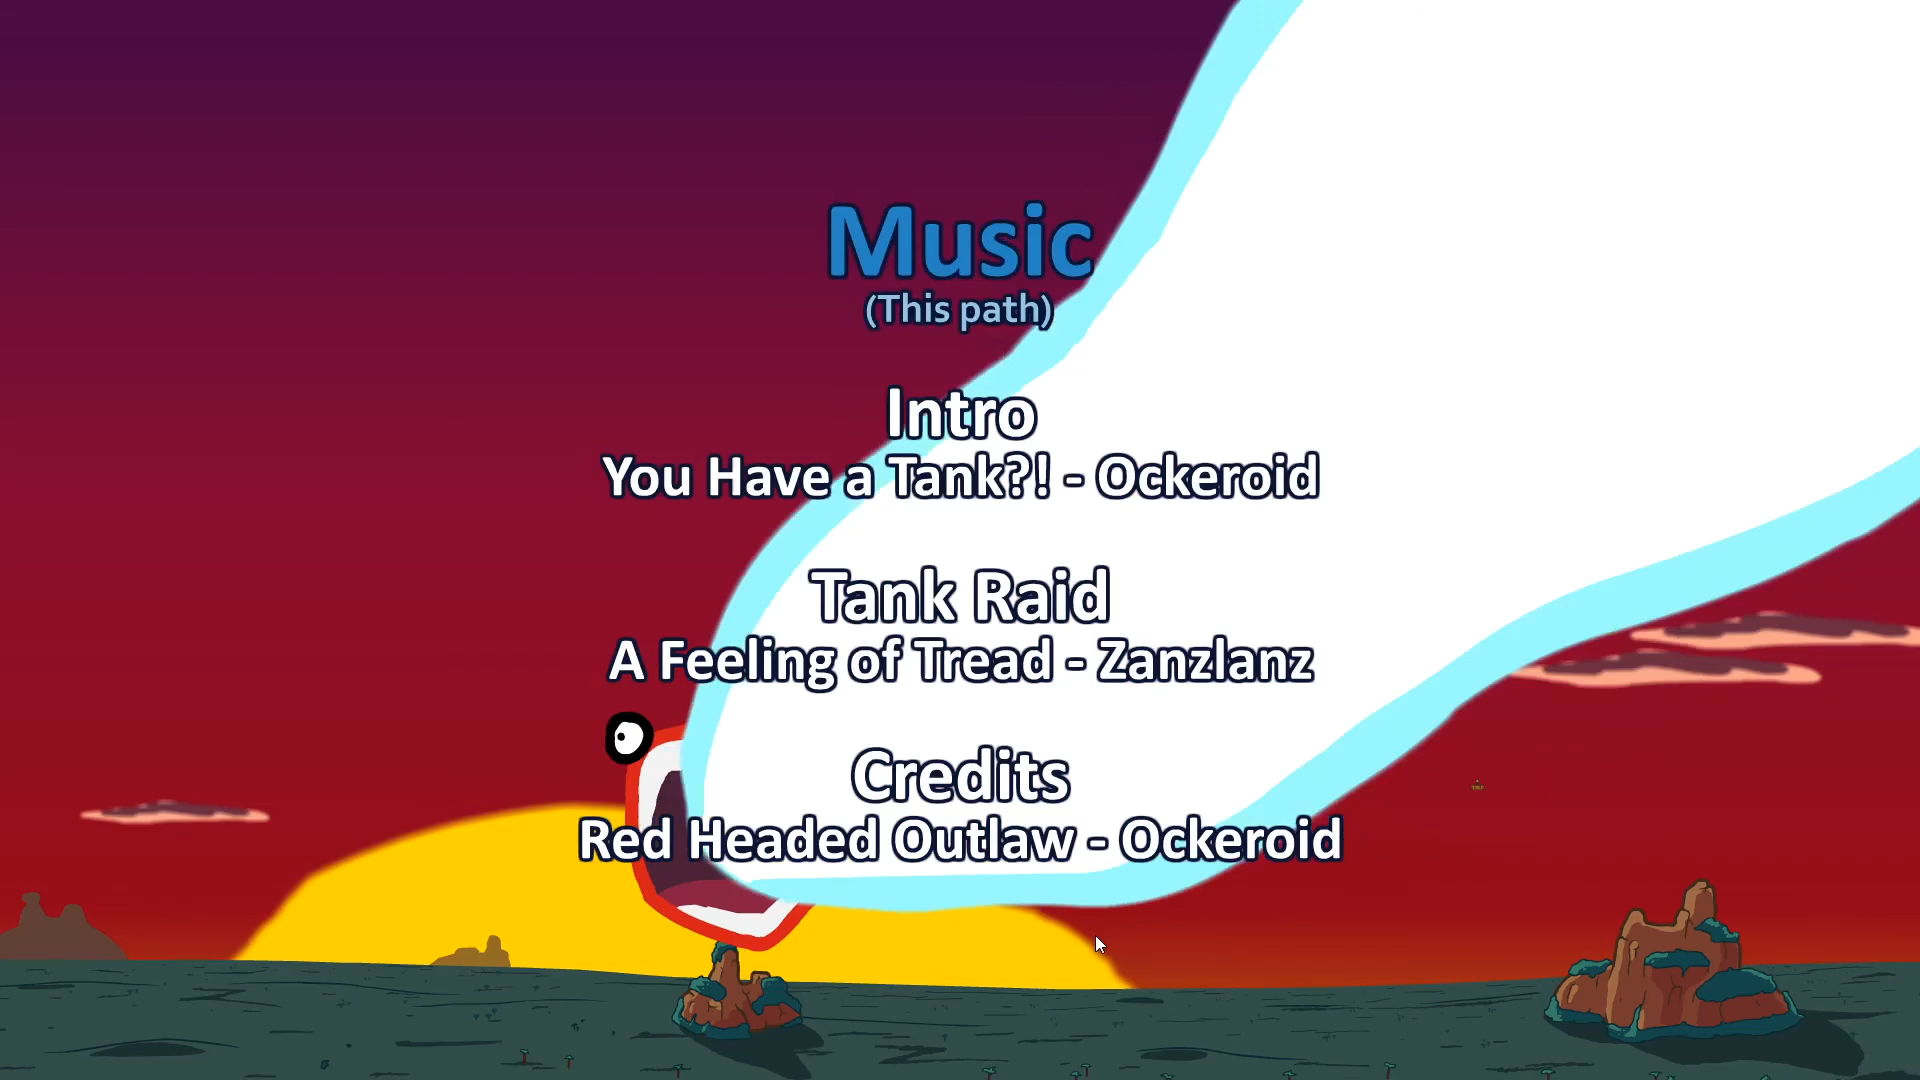 Music
(This path)
Intro
You Have a Tank?! - Ockeroid
Tank Raid
A Feeling of Tread - Zanzlanz
Credits
Red Headed Outlaw - Ockeroid